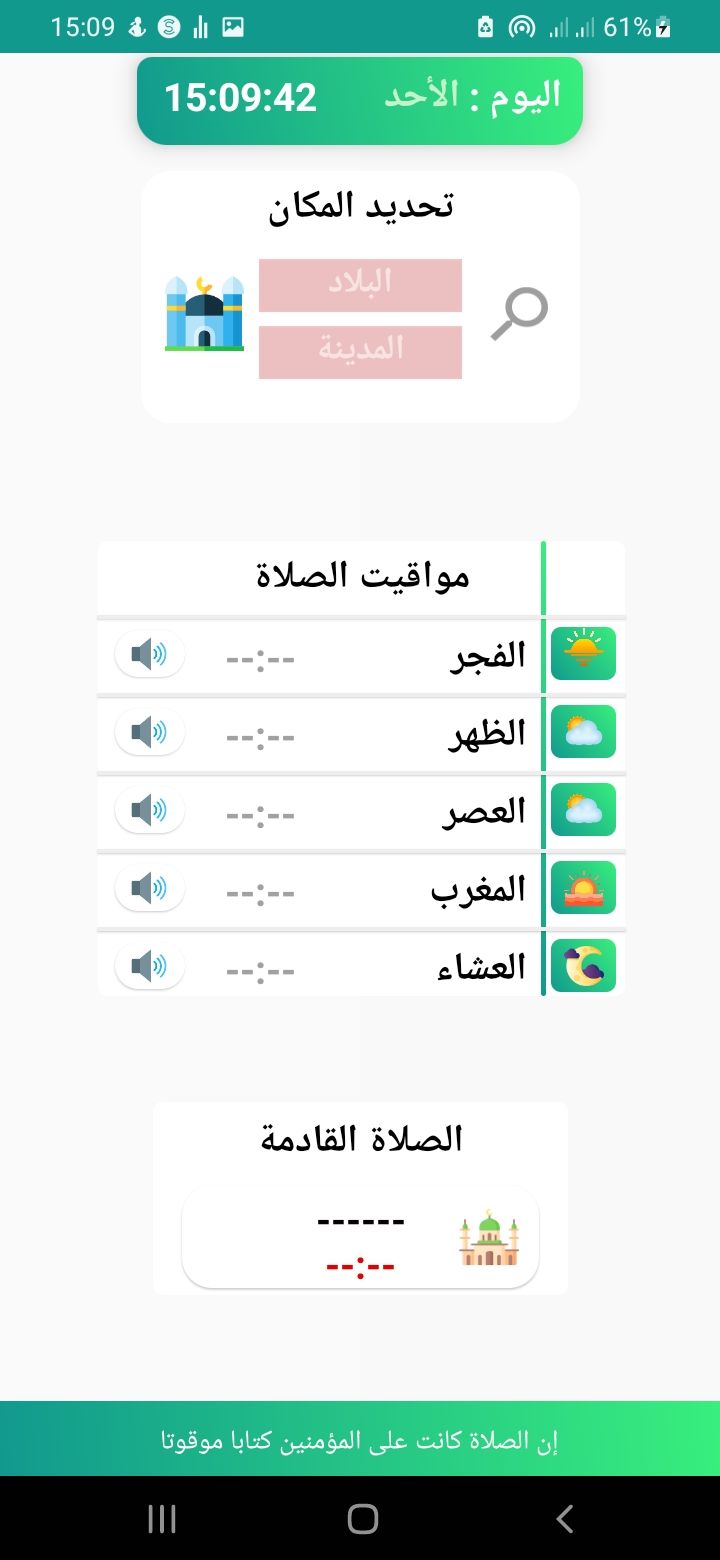 15:09 61%
اليوم : الأحد 15:09:42
تحديد المكان
البلاد
المدينة
مواقيت الصلاة
الفجر --:--
الظهر --:--
العصر --:--
المغرب --:--
العشاء --:--
الصلاة القادمة
------
--:--
إن الصلاة كانت على المؤمنين كتابا موقوتا